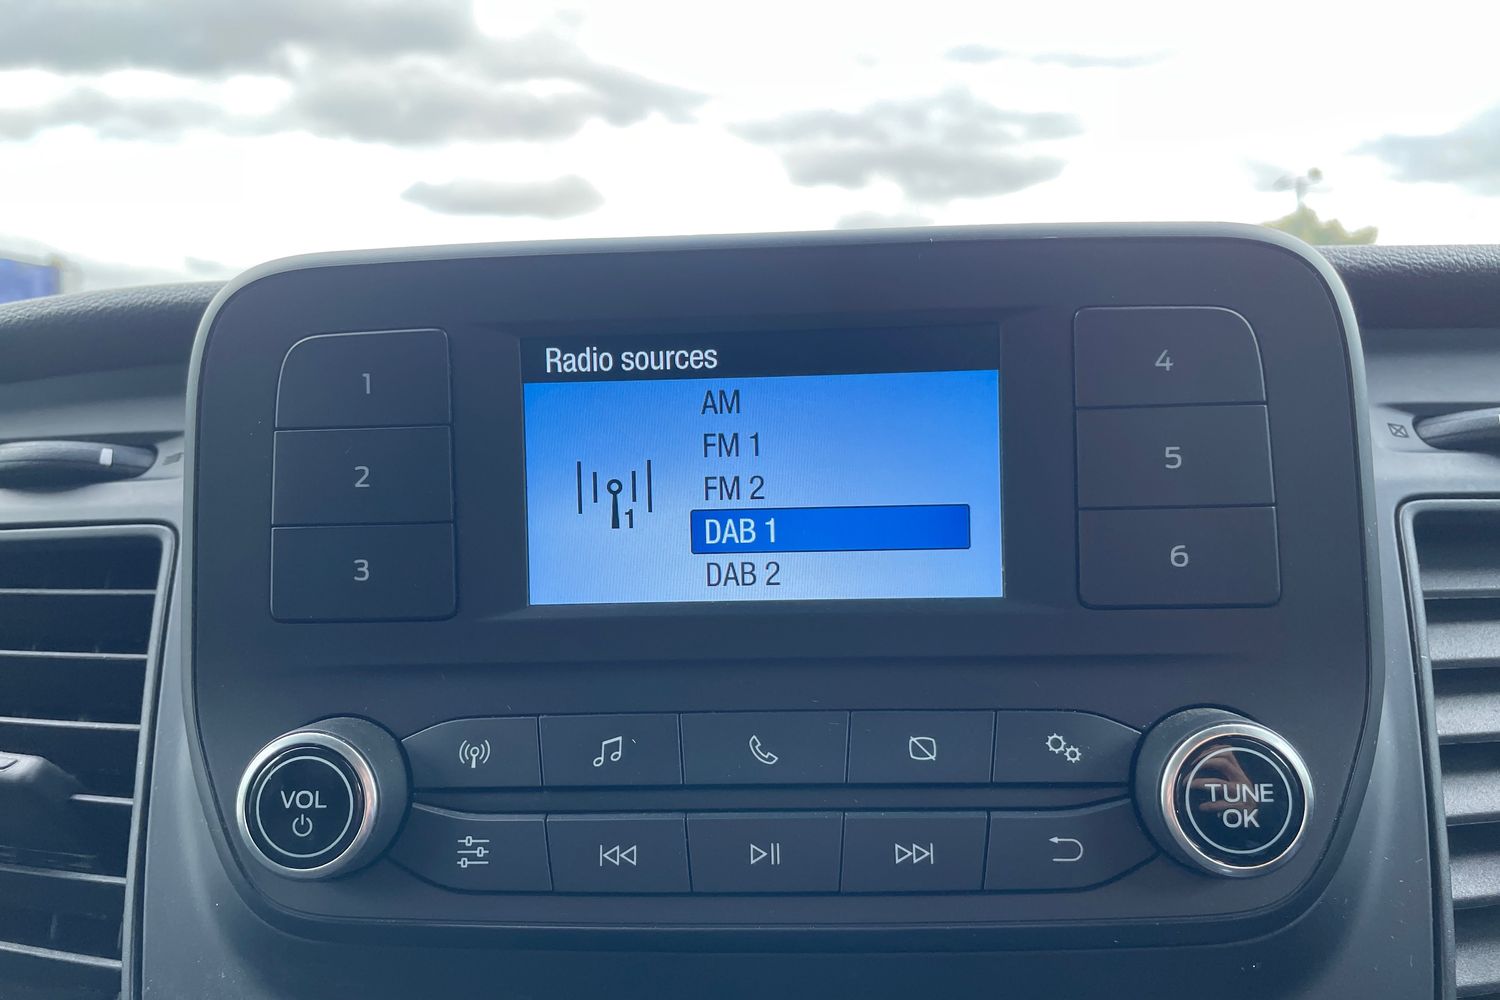 Radio sources
AM
FM 1
FM 2
DAB 1
DAB 2
1
1
2
3
4
5
6
VOL
TUNE
OK